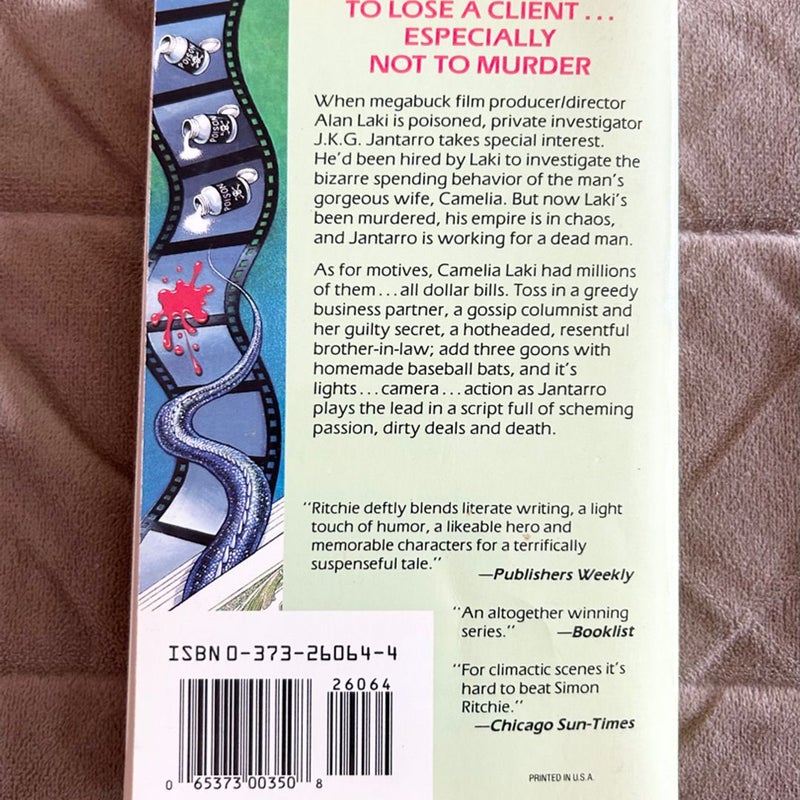 TO LOSE A CLIENT...
ESPECIALLY
NOT TO MURDER
When megabuck film producer/director
Alan Laki is poisoned, private investigator
J.K.G. Jantarro takes special interest.
He'd been hired by Laki to investigate the
bizarre spending behavior of the man's
gorgeous wife, Camelia. But now Laki's
been murdered, his empire is in chaos,
and Jantarro is working for a dead man.
As for motives, Camelia Laki had millions
of them...all dollar bills. Toss in a greedy
business partner, a gossip columnist and
her guilty secret, a hotheaded, resentful
brother-in-law; add three goons with
homemade baseball bats, and it's
lights...camera...action as Jantarro
plays the lead in a script full of scheming
passion, dirty deals and death.
"Ritchie deftly blends literate writing, a light
touch of humor, a likeable hero and
memorable characters for a terrifically
suspenseful tale."
—Publishers Weekly
"An altogether winning
series." —Booklist
"For climactic scenes it's
hard to beat Simon
Ritchie."
—Chicago Sun-Times
PRINTED IN U.S.A.
ISBN 0-373-26064-4
26064
0 65373 00350 8
POISON
POISON
POISON